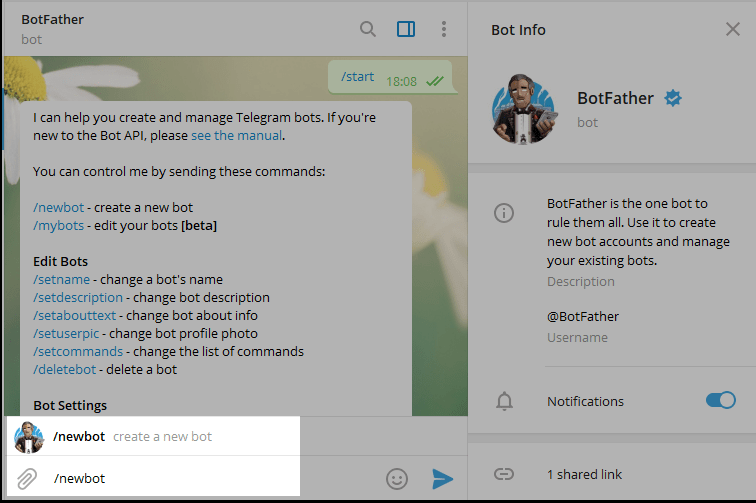 BotFather
bot
/start 18:08
I can help you create and manage Telegram bots. If you're
new to the Bot API, please see the manual.
You can control me by sending these commands:
/newbot - create a new bot
/mybots - edit your bots [beta]
Edit Bots
/setname - change a bot's name
/setdescription - change bot description
/setabouttext - change bot about info
/setuserpic - change bot profile photo
/setcommands - change the list of commands
/deletebot - delete a bot
Bot Settings
/newbot create a new bot
/newbot
Bot Info
BotFather
bot
BotFather is the one bot to
rule them all. Use it to create
new bot accounts and manage
your existing bots.
Description
@BotFather
Username
Notifications
1 shared link